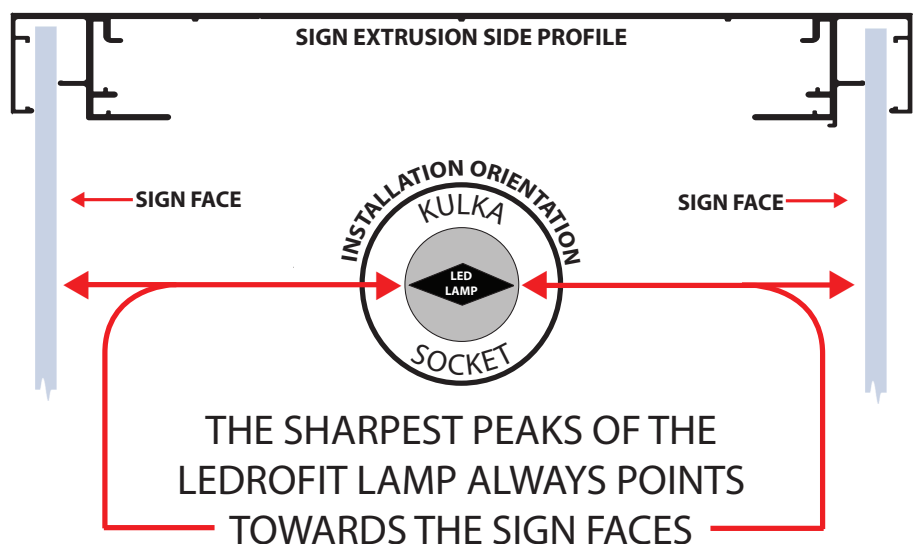 SIGN EXTRUSION SIDE PROFILE
SIGN FACE
SIGN FACE
INSTALLATION ORIENTATION
KULKA
LED
LAMP
SOCKET
THE SHARPEST PEAKS OF THE
LEDROFIT LAMP ALWAYS POINTS
TOWARDS THE SIGN FACES